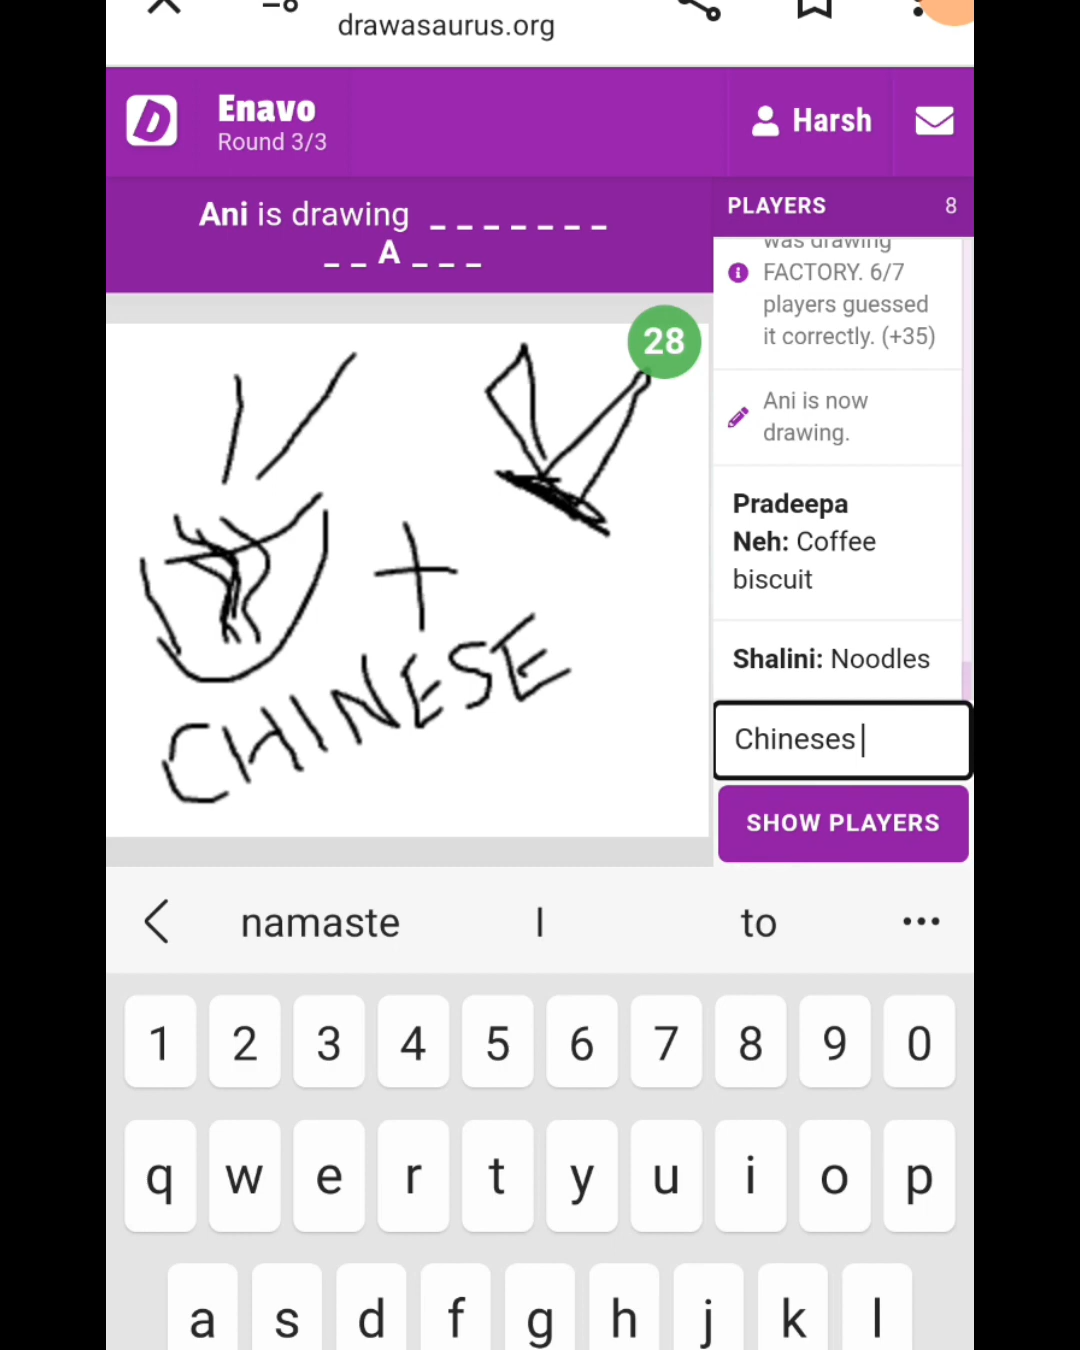 drawasaurus.org
Enavo
Round 3/3
Harsh
Ani is drawing _ _ _ _ _ _ _
_ _ A _ _ _
PLAYERS 8
was drawing
FACTORY. 6/7
players guessed
it correctly. (+35)
Ani is now
drawing.
Pradeepa
Neh: Coffee
biscuit
Shalini: Noodles
Chineses
SHOW PLAYERS
28
CHINESE
namaste I to
1 2 3 4 5 6 7 8 9 0
q w e r t y u i o p
a s d f g h j k l